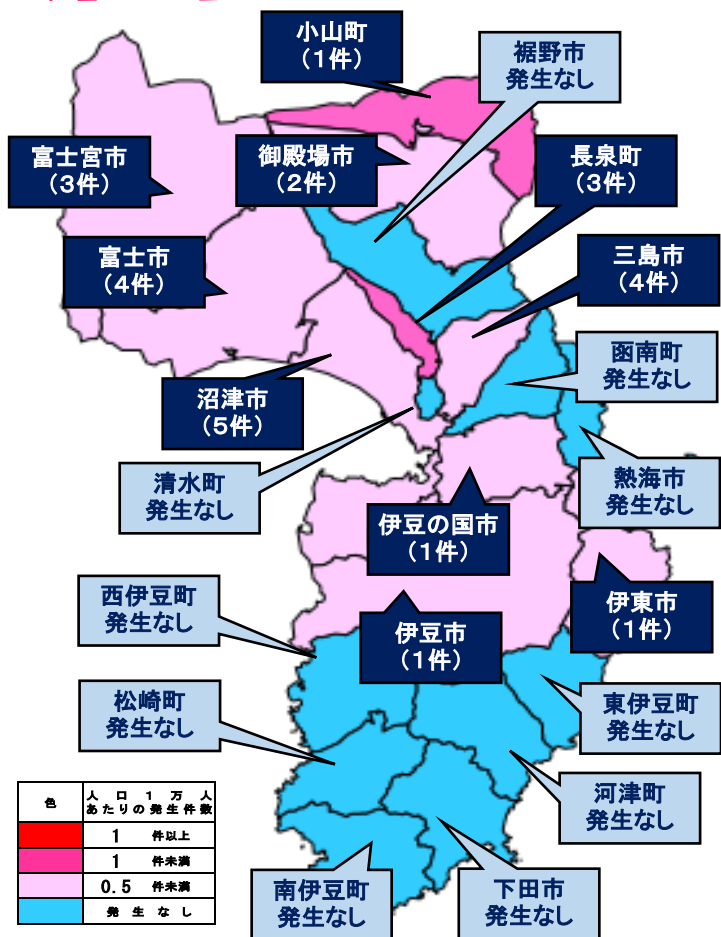 小山町
（１件）
裾野市
発生なし
富士宮市
（３件）
御殿場市
（２件）
長泉町
（３件）
富士市
（４件）
三島市
（４件）
函南町
発生なし
沼津市
（５件）
清水町
発生なし
熱海市
発生なし
伊豆の国市
（１件）
西伊豆町
発生なし
伊豆市
（１件）
伊東市
（１件）
松崎町
発生なし
東伊豆町
発生なし
河津町
発生なし
南伊豆町
発生なし
下田市
発生なし
色 人口１万人
あたりの発生件数
1 件以上
1 件未満
0.5 件未満
発生なし